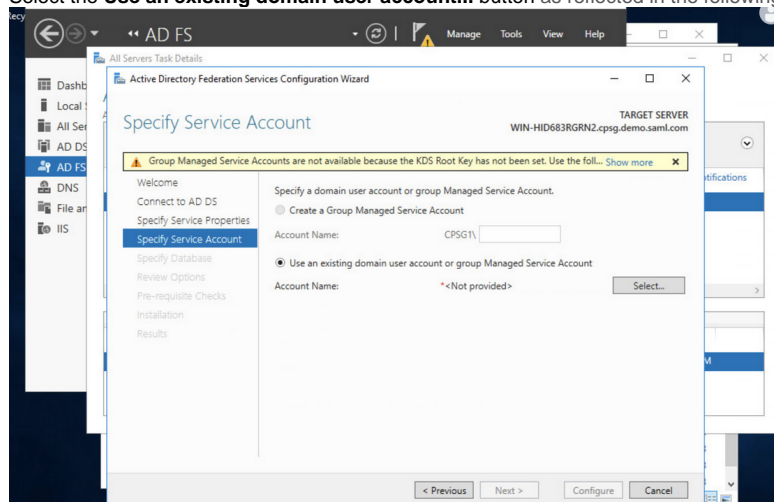 Select the Use an existing domain user account... button as reflected in the following
Recy
AD FS
Manage Tools View Help
All Servers Task Details
Active Directory Federation Services Configuration Wizard
Specify Service Account
TARGET SERVER
WIN-HID683RGRN2.cpsg.demo.saml.com
Group Managed Service Accounts are not available because the KDS Root Key has not been set. Use the foll... Show more
Dashb
Local
All Ser
AD DS
AD FS
DNS
File an
IIS
Welcome
Connect to AD DS
Specify Service Properties
Specify Service Account
Specify Database
Review Options
Pre-requisite Checks
Installation
Results
Specify a domain user account or group Managed Service Account.
Create a Group Managed Service Account
Account Name: CPSG1\
Use an existing domain user account or group Managed Service Account
Account Name: *<Not provided> Select...
otifications
M
< Previous Next > Configure Cancel